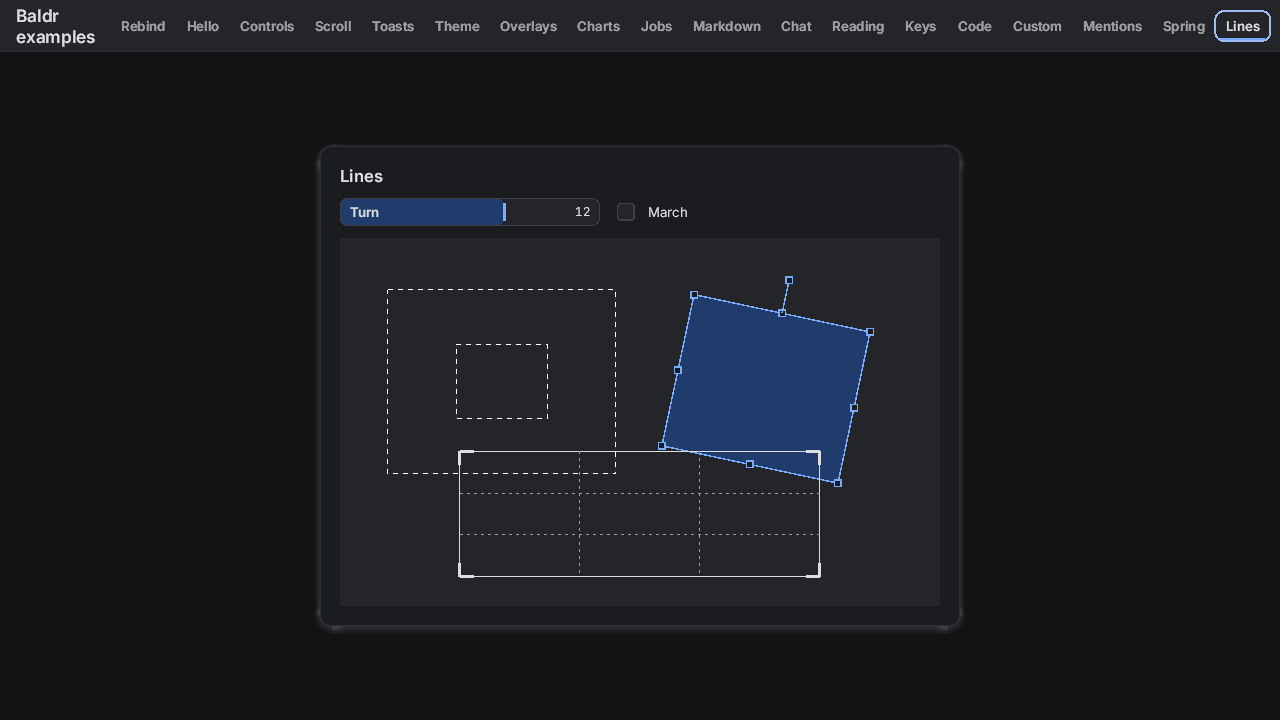 Baldr
examples
Rebind Hello Controls Scroll Toasts Theme Overlays Charts Jobs Markdown Chat Reading Keys Code Custom Mentions Spring Lines
Lines
Turn 12 March